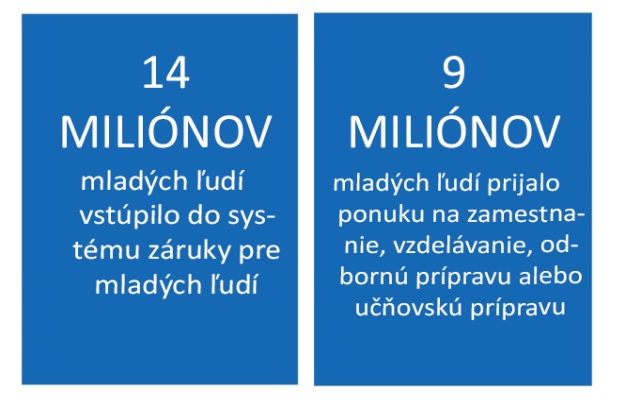 14
MILIÓNOV
mladých ľudí
vstúpilo do sys-
tému záruky pre
mladých ľudí
9
MILIÓNOV
mladých ľudí prijalo
ponuku na zamestna-
nie, vzdelávanie, od-
bornú prípravu alebo
učňovskú prípravu